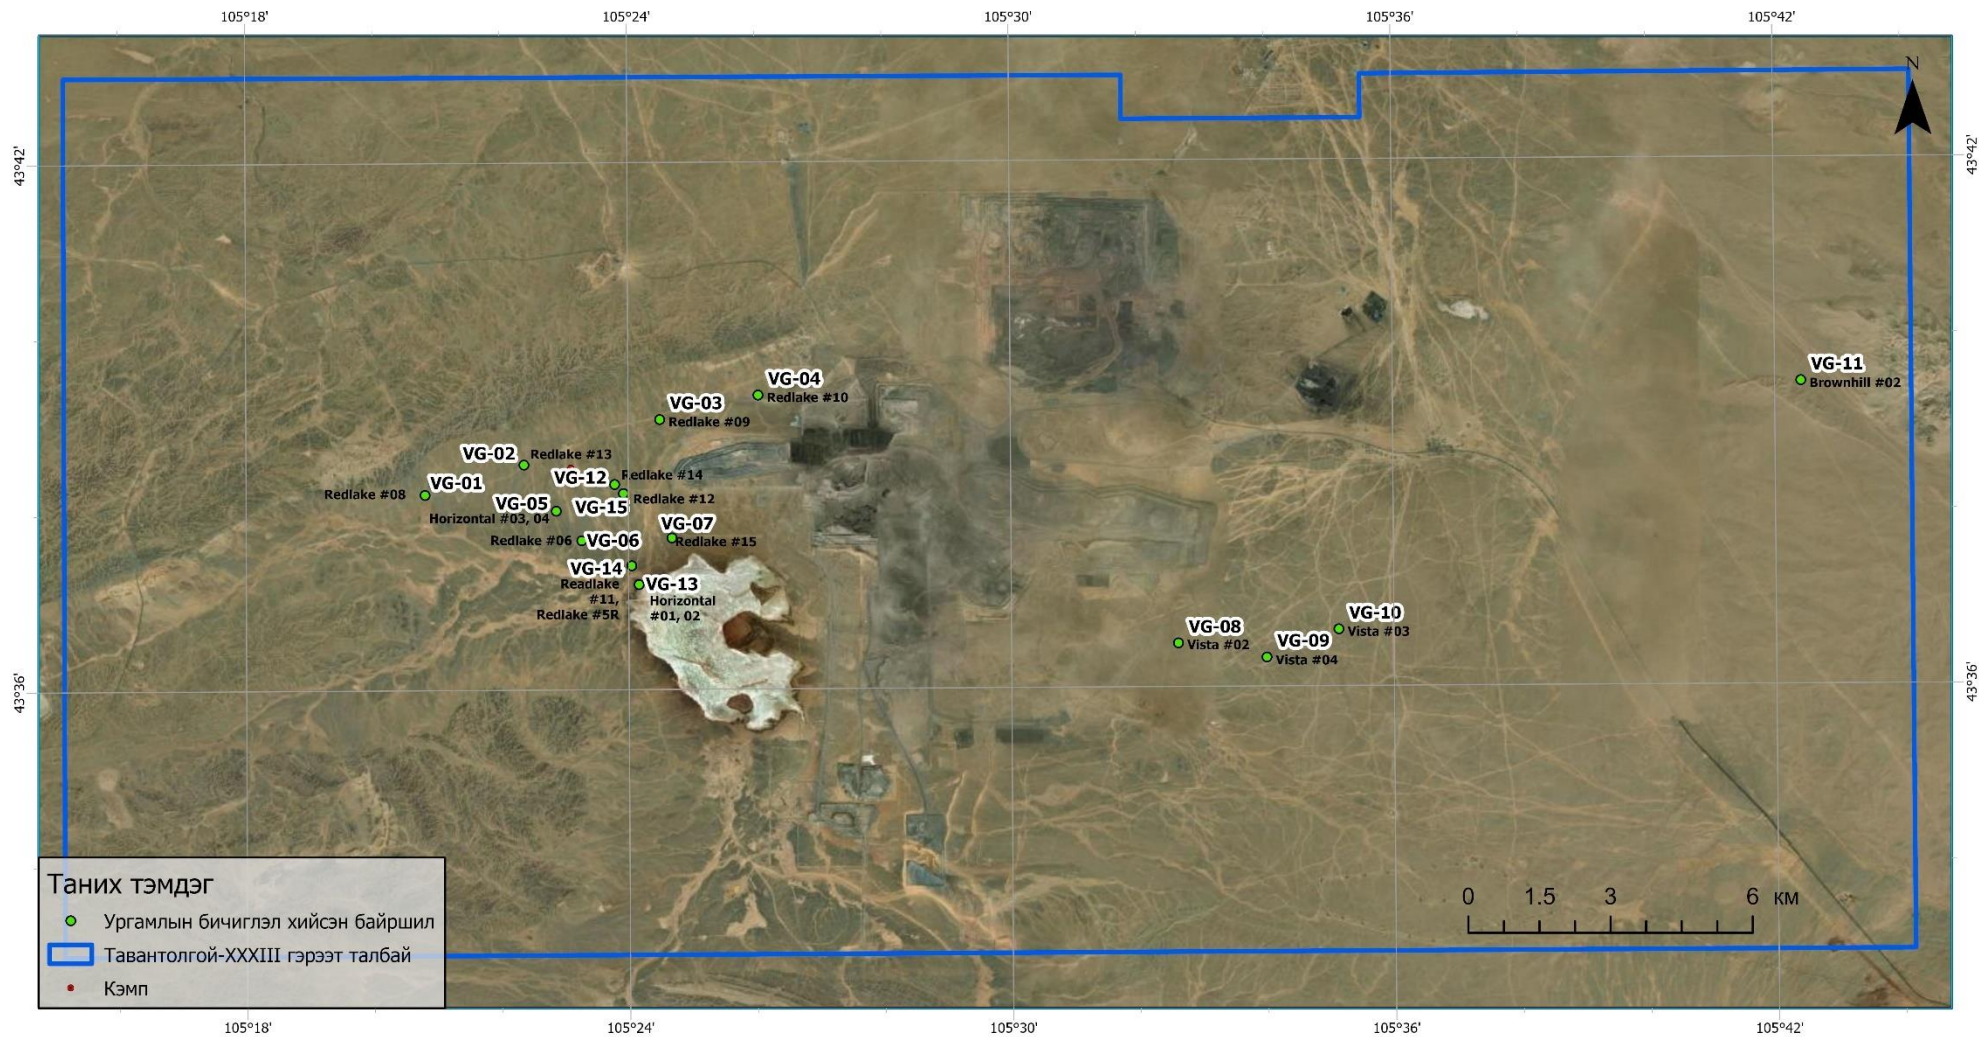 105°18'
105°24'
105°30'
105°36'
105°42'
N
43°42'
43°42'
VG-11
Brownhill #02
VG-04
Redlake #10
VG-03
Redlake #09
VG-02
Redlake #13
VG-12
Redlake #14
VG-01
Redlake #08
Redlake #12
VG-05
VG-15
Horizontal #03, 04
VG-07
Redlake #15
Redlake #06
VG-06
VG-14
Readlake
#11,
Redlake #5R
VG-13
Horizontal
#01, 02
VG-10
Vista #03
VG-08
Vista #02
VG-09
Vista #04
43°36'
43°36'
Таних тэмдэг
Ургамлын бичиглэл хийсэн байршил
Тавантолгой-XXXIII гэрээт талбай
Кэмп
0 1.5 3 6 км
105°18'
105°24'
105°30'
105°36'
105°42'